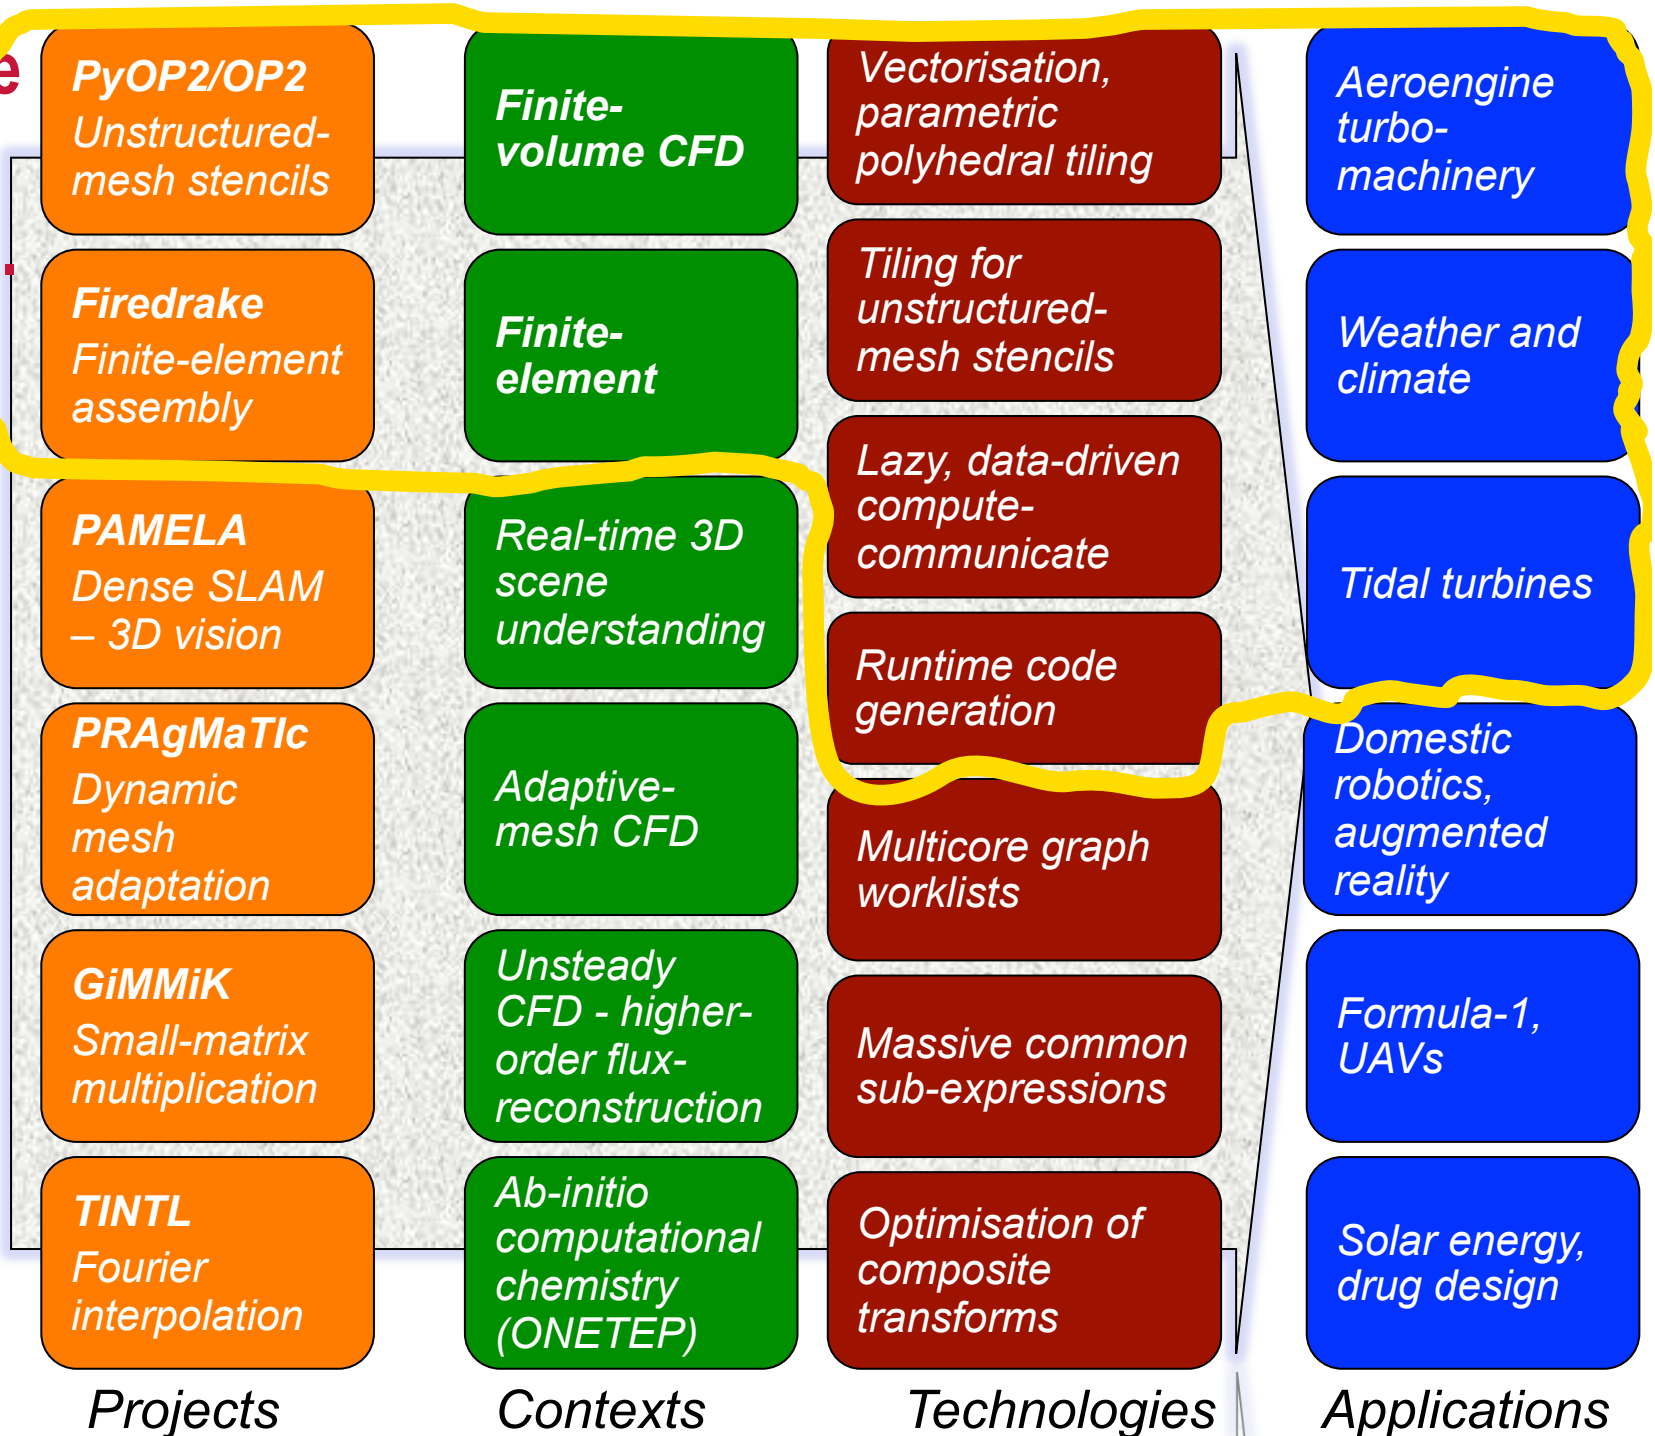 e
.
PyOP2/OP2
Unstructured-
mesh stencils
Firedrake
Finite-element
assembly
PAMELA
Dense SLAM
– 3D vision
PRAgMaTIc
Dynamic
mesh
adaptation
GiMMiK
Small-matrix
multiplication
TINTL
Fourier
interpolation
Projects
Finite-
volume CFD
Finite-
element
Real-time 3D
scene
understanding
Adaptive-
mesh CFD
Unsteady
CFD - higher-
order flux-
reconstruction
Ab-initio
computational
chemistry
(ONETEP)
Contexts
Vectorisation,
parametric
polyhedral tiling
Tiling for
unstructured-
mesh stencils
Lazy, data-driven
compute-
communicate
Runtime code
generation
Multicore graph
worklists
Massive common
sub-expressions
Optimisation of
composite
transforms
Technologies
Aeroengine
turbo-
machinery
Weather and
climate
Tidal turbines
Domestic
robotics,
augmented
reality
Formula-1,
UAVs
Solar energy,
drug design
Applications